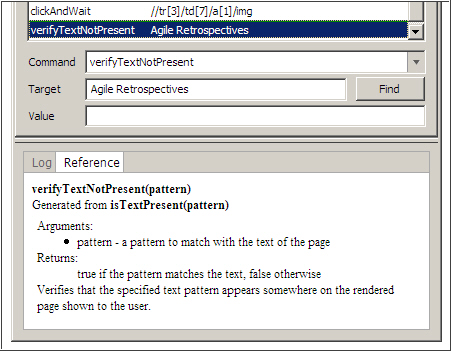 clickAndWait //tr[3]/td[7]/a[1]/img
verifyTextNotPresent Agile Retrospectives
Command verifyTextNotPresent
Target Agile Retrospectives Find
Value
Log Reference
verifyTextNotPresent(pattern)
Generated from isTextPresent(pattern)
Arguments:
• pattern - a pattern to match with the text of the page
Returns:
true if the pattern matches the text, false otherwise
Verifies that the specified text pattern appears somewhere on the rendered
page shown to the user.